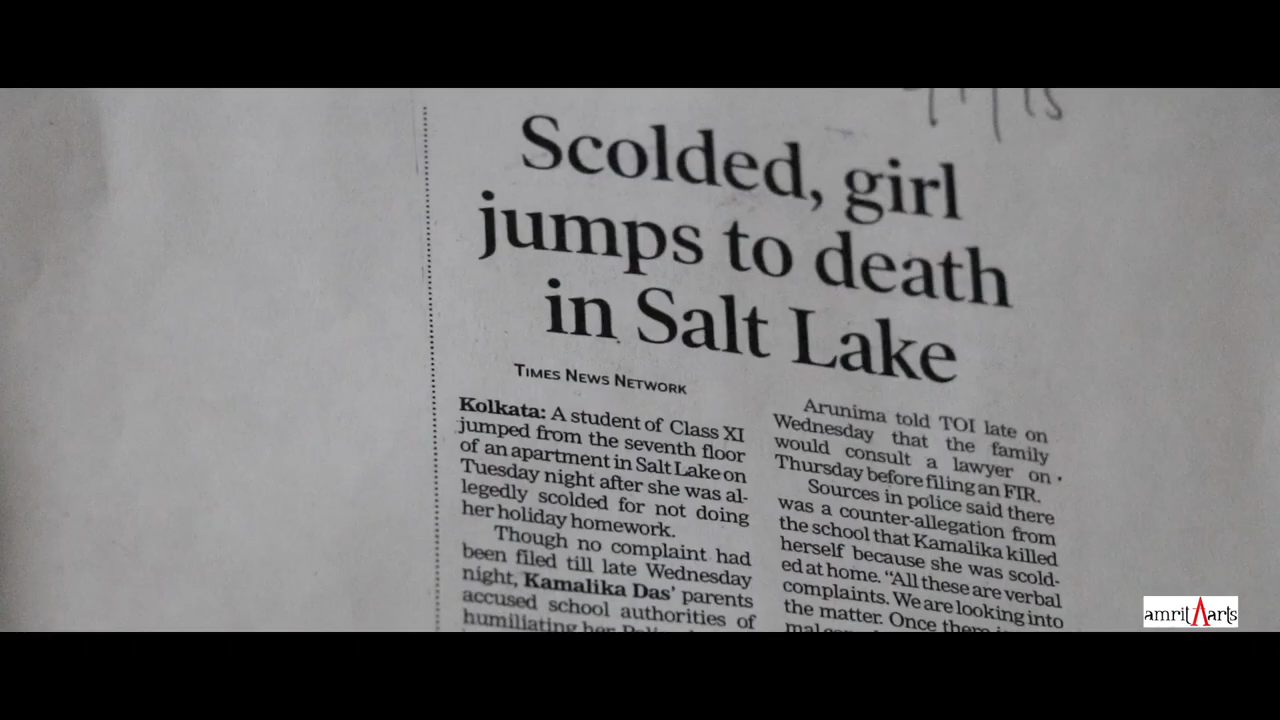 Scolded, girl
jumps to death
in Salt Lake
TIMES NEWS NETWORK
Kolkata: A student of Class XI
jumped from the seventh floor
of an apartment in Salt Lake on
Tuesday night after she was al-
legedly scolded for not doing
her holiday homework.
Though no complaint had
been filed till late Wednesday
night, Kamalika Das' parents
accused school authorities of
humiliating her
Arunima told TOI late on
Wednesday that the family
would consult a lawyer on
Thursday before filing an FIR.
Sources in police said there
was a counter-allegation from
the school that Kamalika killed
herself because she was scold-
ed at home. “All these are verbal
complaints. We are looking into
the matter. Once there
amrit Aarts